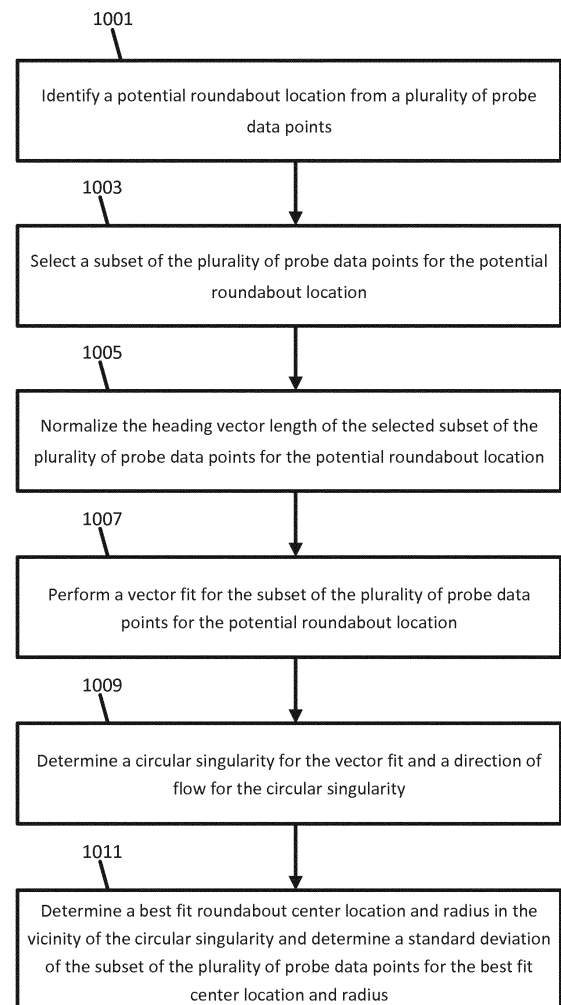 1001
Identify a potential roundabout location from a plurality of probe
data points
1003
Select a subset of the plurality of probe data points for the potential
roundabout location
1005
Normalize the heading vector length of the selected subset of the
plurality of probe data points for the potential roundabout location
1007
Perform a vector fit for the subset of the plurality of probe data
points for the potential roundabout location
1009
Determine a circular singularity for the vector fit and a direction of
flow for the circular singularity
1011
Determine a best fit roundabout center location and radius in the
vicinity of the circular singularity and determine a standard deviation
of the subset of the plurality of probe data points for the best fit
center location and radius